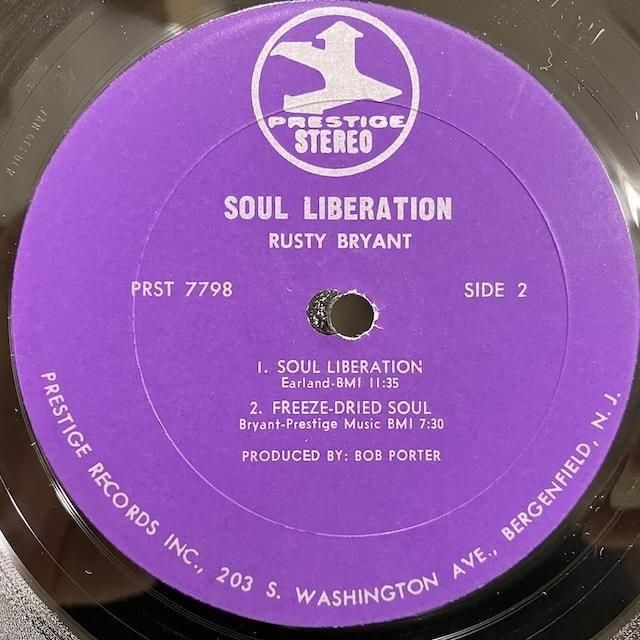 PRESTIGE
STEREO
SOUL LIBERATION
RUSTY BRYANT
PRST 7798
SIDE 2
1. SOUL LIBERATION
Earland-BMI 11:35
2. FREEZE-DRIED SOUL
Bryant-Prestige Music BMI 7:30
PRODUCED BY: BOB PORTER
PRESTIGE RECORDS INC., 203 S. WASHINGTON AVE., BERGENFIELD, N. J.